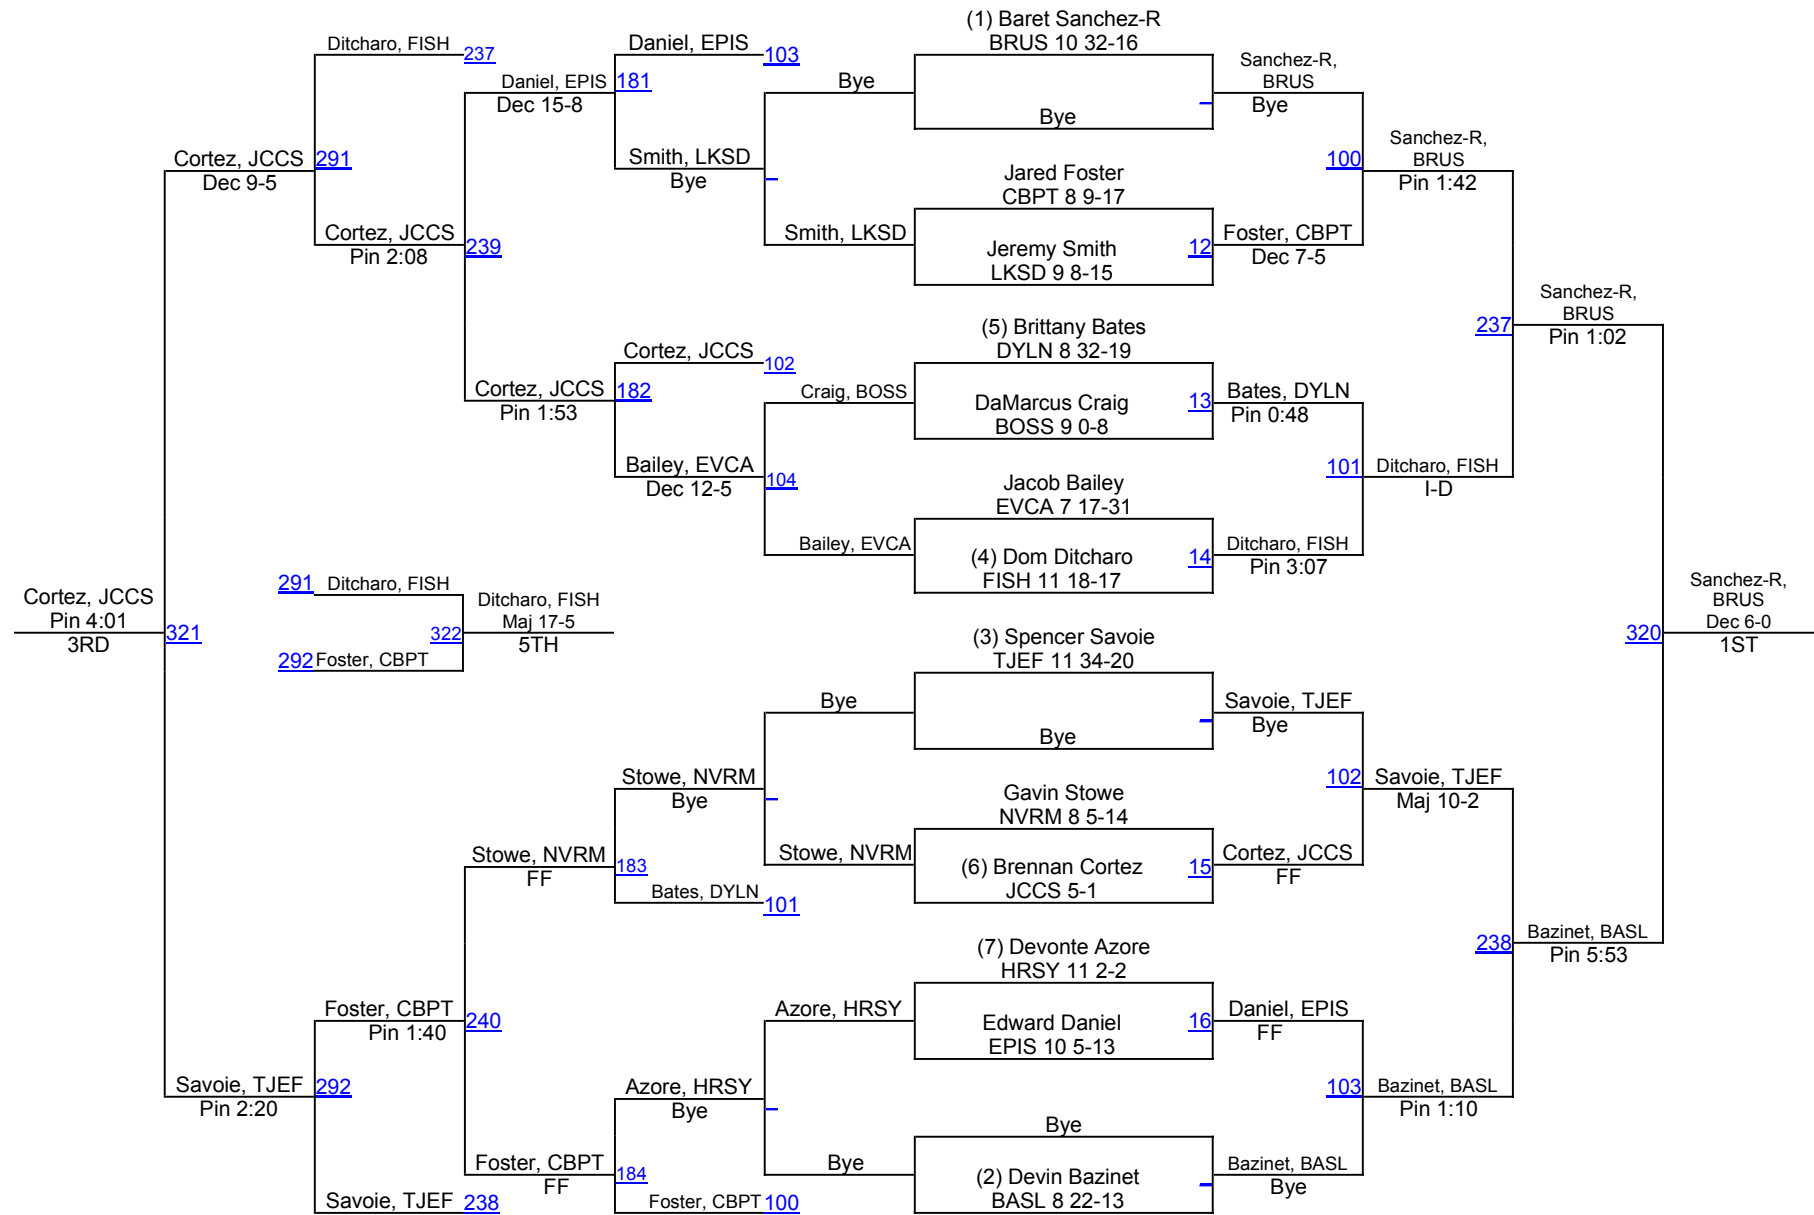 (1) Baret Sanchez-R
BRUS 10 32-16
Ditcharo, FISH 237
Daniel, EPIS 103
Sanchez-R,
BRUS
Bye
Daniel, EPIS 181
Dec 15-8
Bye
Bye
Sanchez-R,
BRUS
100
Pin 1:42
Cortez, JCCS 291
Dec 9-5
Smith, LKSD
Bye
Jared Foster
CBPT 8 9-17
Cortez, JCCS 239
Pin 2:08
Smith, LKSD
Jeremy Smith 12
LKSD 9 8-15
Foster, CBPT
Dec 7-5
Sanchez-R,
BRUS
237
Pin 1:02
(5) Brittany Bates
DYLN 8 32-19
Cortez, JCCS 102
Cortez, JCCS 182
Pin 1:53
Craig, BOSS
DaMarcus Craig 13
BOSS 9 0-8
Bates, DYLN
Pin 0:48
Bailey, EVCA 104
Dec 12-5
Jacob Bailey
EVCA 7 17-31
101 Ditcharo, FISH
I-D
Bailey, EVCA
(4) Dom Ditcharo 14
FISH 11 18-17
Ditcharo, FISH
Pin 3:07
Cortez, JCCS
Pin 4:01
321
3RD
291 Ditcharo, FISH
292 Foster, CBPT
322
Ditcharo, FISH
Maj 17-5
5TH
Sanchez-R,
BRUS
Dec 6-0
320
1ST
(3) Spencer Savoie
TJEF 11 34-20
Bye
Bye
Savoie, TJEF
Bye
Stowe, NVRM
Bye
Gavin Stowe
NVRM 8 5-14
102 Savoie, TJEF
Maj 10-2
Stowe, NVRM 183
FF
Stowe, NVRM
(6) Brennan Cortez 15
JCCS 5-1
Cortez, JCCS
FF
Bates, DYLN 101
(7) Devonte Azore
HRSY 11 2-2
238 Bazinet, BASL
Pin 5:53
Foster, CBPT 240
Pin 1:40
Azore, HRSY
Edward Daniel 16
EPIS 10 5-13
Daniel, EPIS
FF
Savoie, TJEF 292
Pin 2:20
Azore, HRSY
Bye
103 Bazinet, BASL
Pin 1:10
Bye
Foster, CBPT 184
FF
Bye
(2) Devin Bazinet
BASL 8 22-13
Bazinet, BASL
Bye
Savoie, TJEF 238
Foster, CBPT 100